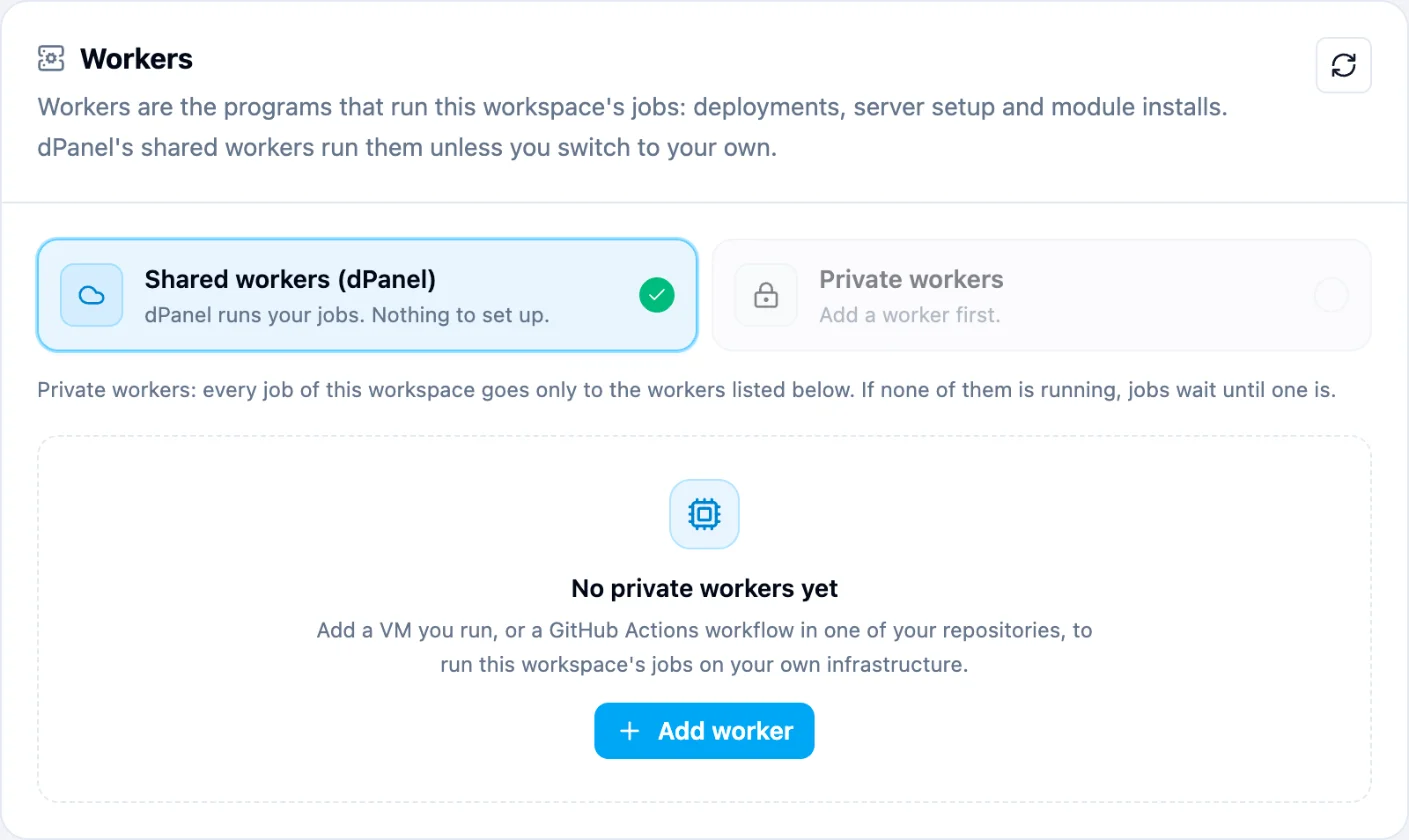 Workers
Workers are the programs that run this workspace's jobs: deployments, server setup and module installs.
dPanel's shared workers run them unless you switch to your own.
Shared workers (dPanel)
dPanel runs your jobs. Nothing to set up.
Private workers
Add a worker first.
Private workers: every job of this workspace goes only to the workers listed below. If none of them is running, jobs wait until one is.
No private workers yet
Add a VM you run, or a GitHub Actions workflow in one of your repositories, to
run this workspace's jobs on your own infrastructure.
Add worker